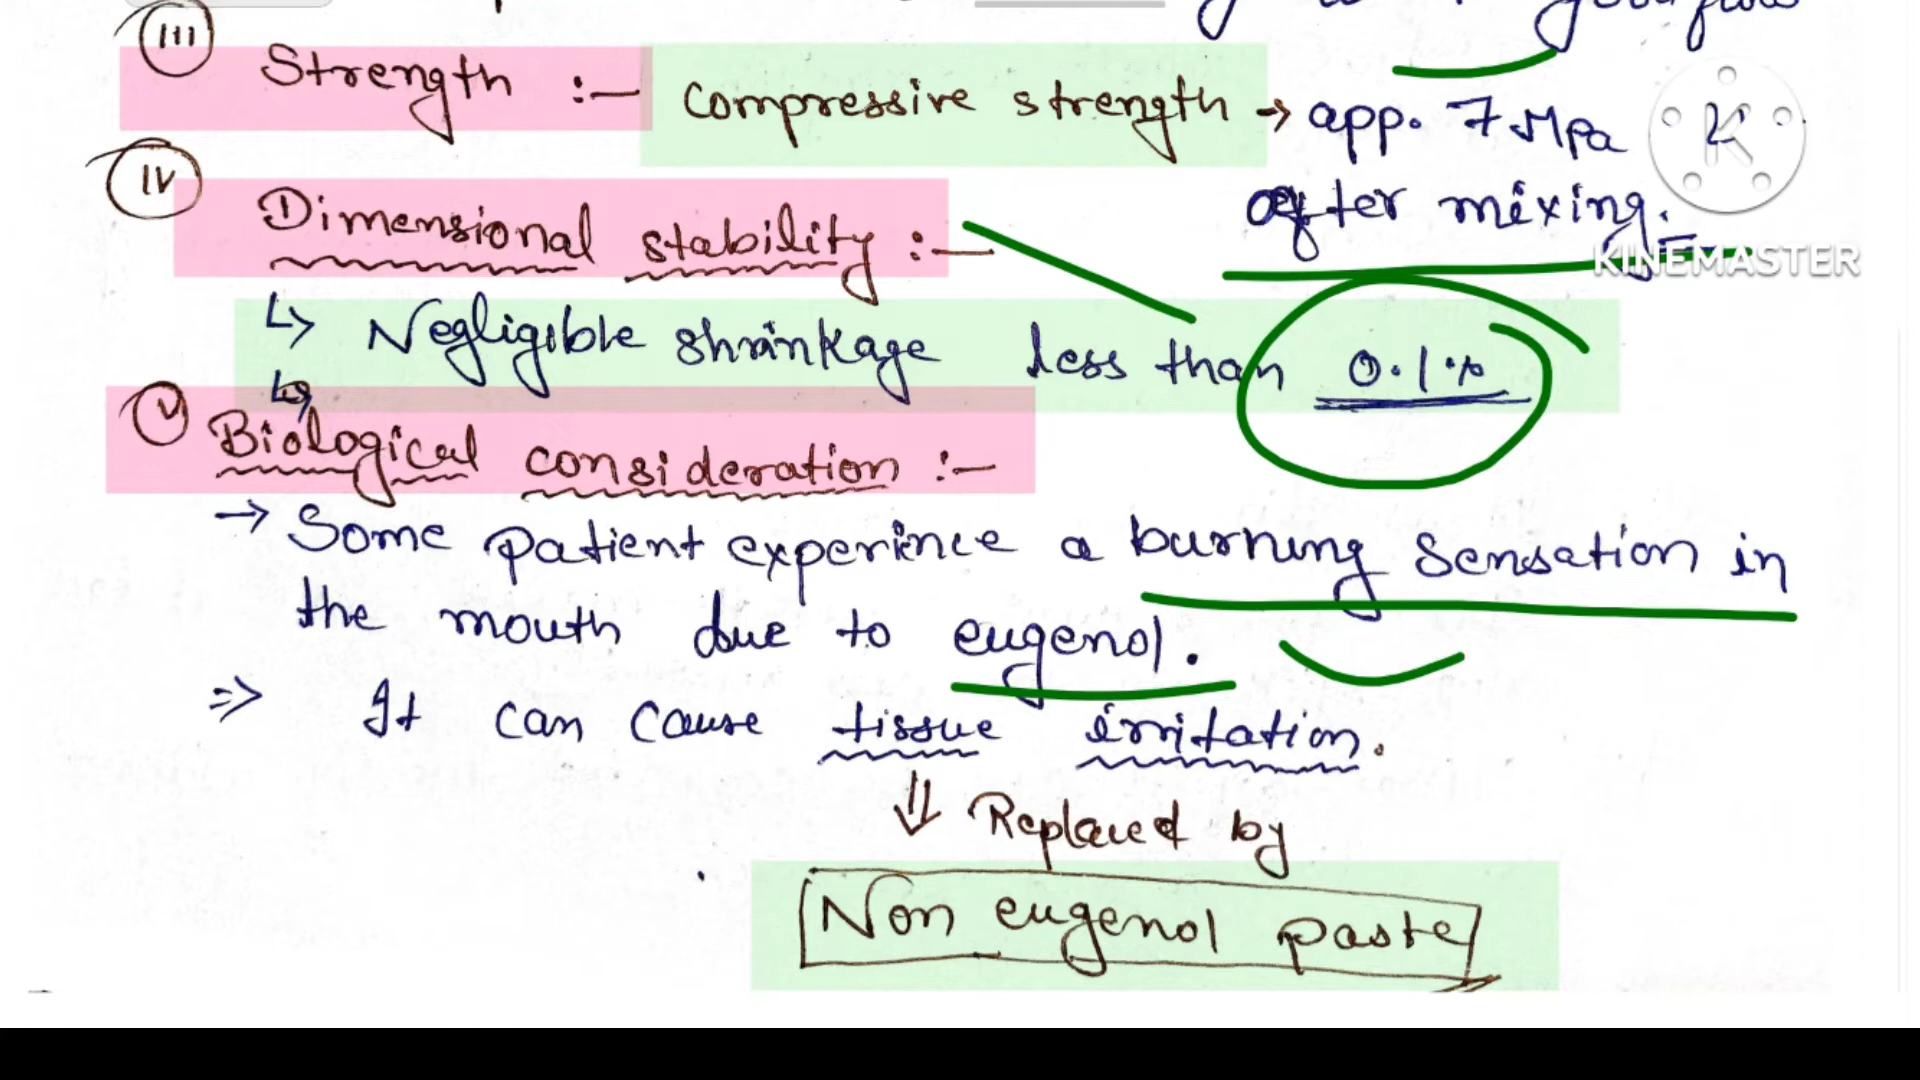 III Strength :- Compressive strength → app. 7 MPa
after mixing.
KINEMASTER
IV Dimensional stability :-
↳ Negligible shrinkage less than 0.1%
V Biological consideration :-
→ Some patient experience a burning sensation in
the mouth due to eugenol.
⇒ It can cause tissue irritation.
⇓ Replaced by
Non eugenol paste